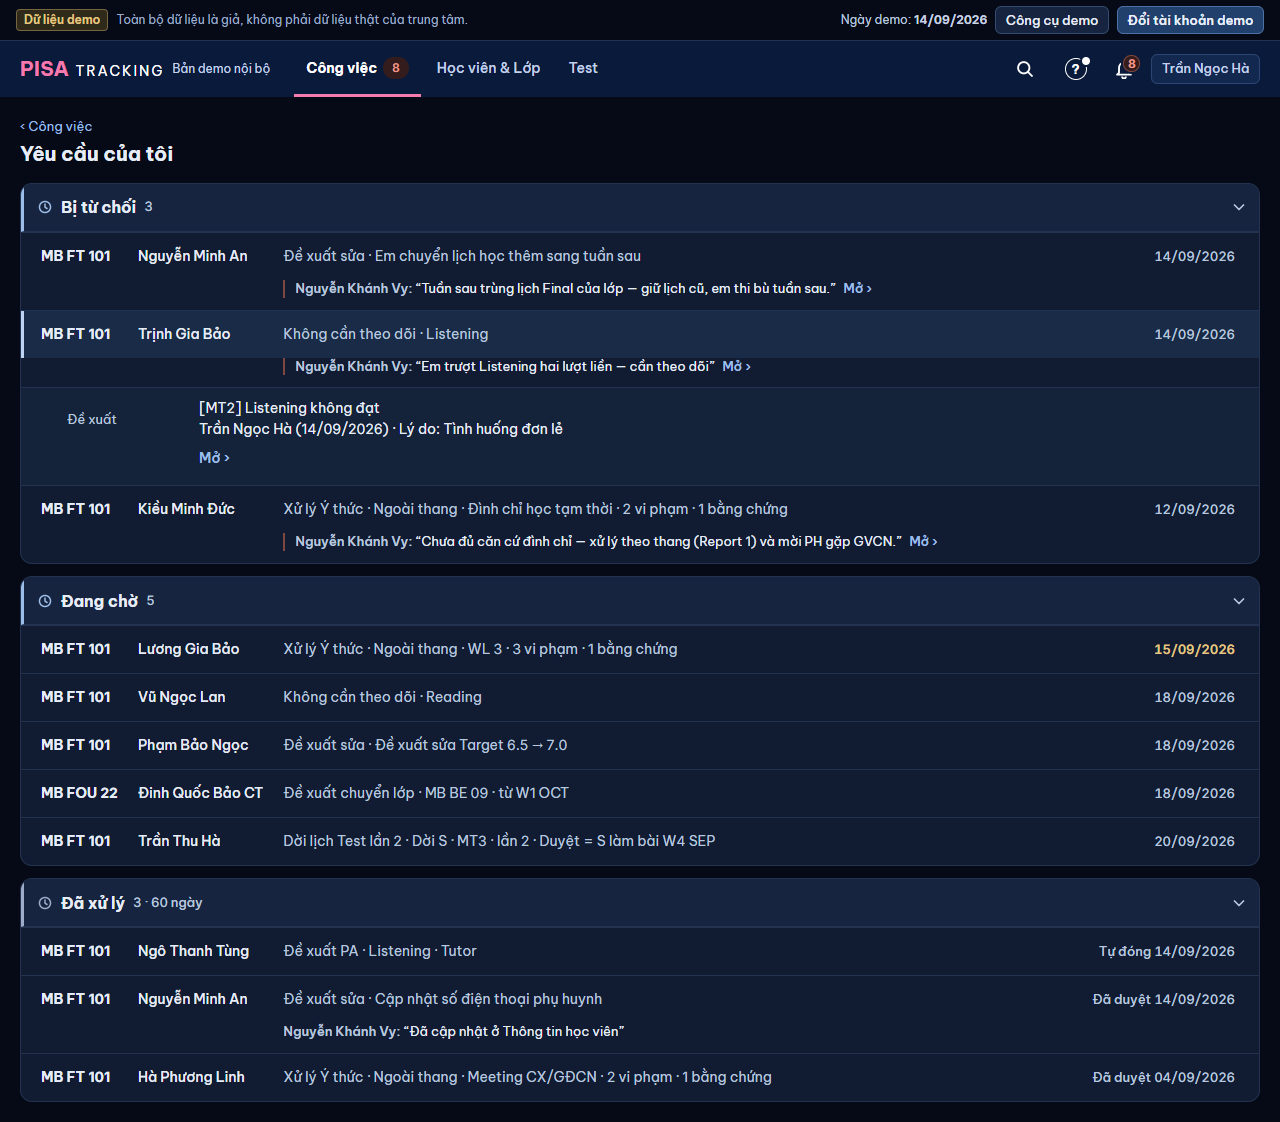 Dữ liệu demo Toàn bộ dữ liệu là giả, không phải dữ liệu thật của trung tâm. Ngày demo: 14/09/2026 Công cụ demo Đổi tài khoản demo
PISA TRACKING Bản demo nội bộ Công việc 8 Học viên & Lớp Test ? 8 Trần Ngọc Hà
‹ Công việc
Yêu cầu của tôi
Bị từ chối 3
MB FT 101 Nguyễn Minh An Đề xuất sửa · Em chuyển lịch học thêm sang tuần sau 14/09/2026
Nguyễn Khánh Vy: “Tuần sau trùng lịch Final của lớp — giữ lịch cũ, em thi bù tuần sau.” Mở ›
MB FT 101 Trịnh Gia Bảo Không cần theo dõi · Listening 14/09/2026
Nguyễn Khánh Vy: “Em trượt Listening hai lượt liền — cần theo dõi” Mở ›
Đề xuất [MT2] Listening không đạt
Trần Ngọc Hà (14/09/2026) · Lý do: Tình huống đơn lẻ
Mở ›
MB FT 101 Kiều Minh Đức Xử lý Ý thức · Ngoài thang · Đình chỉ học tạm thời · 2 vi phạm · 1 bằng chứng 12/09/2026
Nguyễn Khánh Vy: “Chưa đủ căn cứ đình chỉ — xử lý theo thang (Report 1) và mời PH gặp GVCN.” Mở ›
Đang chờ 5
MB FT 101 Lương Gia Bảo Xử lý Ý thức · Ngoài thang · WL 3 · 3 vi phạm · 1 bằng chứng 15/09/2026
MB FT 101 Vũ Ngọc Lan Không cần theo dõi · Reading 18/09/2026
MB FT 101 Phạm Bảo Ngọc Đề xuất sửa · Đề xuất sửa Target 6.5 → 7.0 18/09/2026
MB FOU 22 Đinh Quốc Bảo CT Đề xuất chuyển lớp · MB BE 09 · từ W1 OCT 18/09/2026
MB FT 101 Trần Thu Hà Dời lịch Test lần 2 · Dời S · MT3 · lần 2 · Duyệt = S làm bài W4 SEP 20/09/2026
Đã xử lý 3 · 60 ngày
MB FT 101 Ngô Thanh Tùng Đề xuất PA · Listening · Tutor Tự đóng 14/09/2026
MB FT 101 Nguyễn Minh An Đề xuất sửa · Cập nhật số điện thoại phụ huynh Đã duyệt 14/09/2026
Nguyễn Khánh Vy: “Đã cập nhật ở Thông tin học viên”
MB FT 101 Hà Phương Linh Xử lý Ý thức · Ngoài thang · Meeting CX/GĐCN · 2 vi phạm · 1 bằng chứng Đã duyệt 04/09/2026